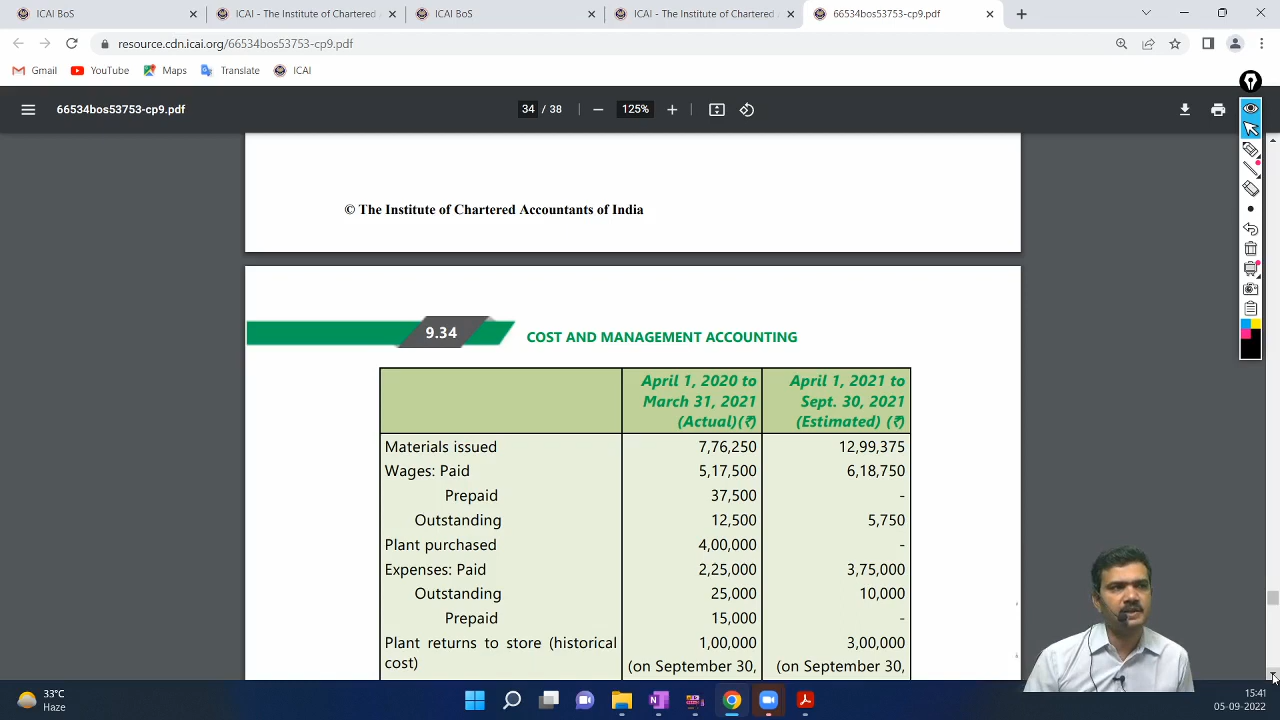 ICAI BoS
ICAI - The Institute of Chartered
ICAI BoS
ICAI - The Institute of Chartered
66534bos53753-cp9.pdf
resource.cdn.icai.org/66534bos53753-cp9.pdf
Gmail
YouTube
Maps
Translate
ICAI
66534bos53753-cp9.pdf
34 / 38
125%
© The Institute of Chartered Accountants of India
9.34
COST AND MANAGEMENT ACCOUNTING
April 1, 2020 to March 31, 2021 (Actual)(₹)
April 1, 2021 to Sept. 30, 2021 (Estimated) (₹)
Materials issued 7,76,250 12,99,375
Wages: Paid 5,17,500 6,18,750
Prepaid 37,500 -
Outstanding 12,500 5,750
Plant purchased 4,00,000 -
Expenses: Paid 2,25,000 3,75,000
Outstanding 25,000 10,000
Prepaid 15,000 -
Plant returns to store (historical cost) 1,00,000 (on September 30, 3,00,000 (on September 30,
33°C
Haze
15:41
05-09-2022